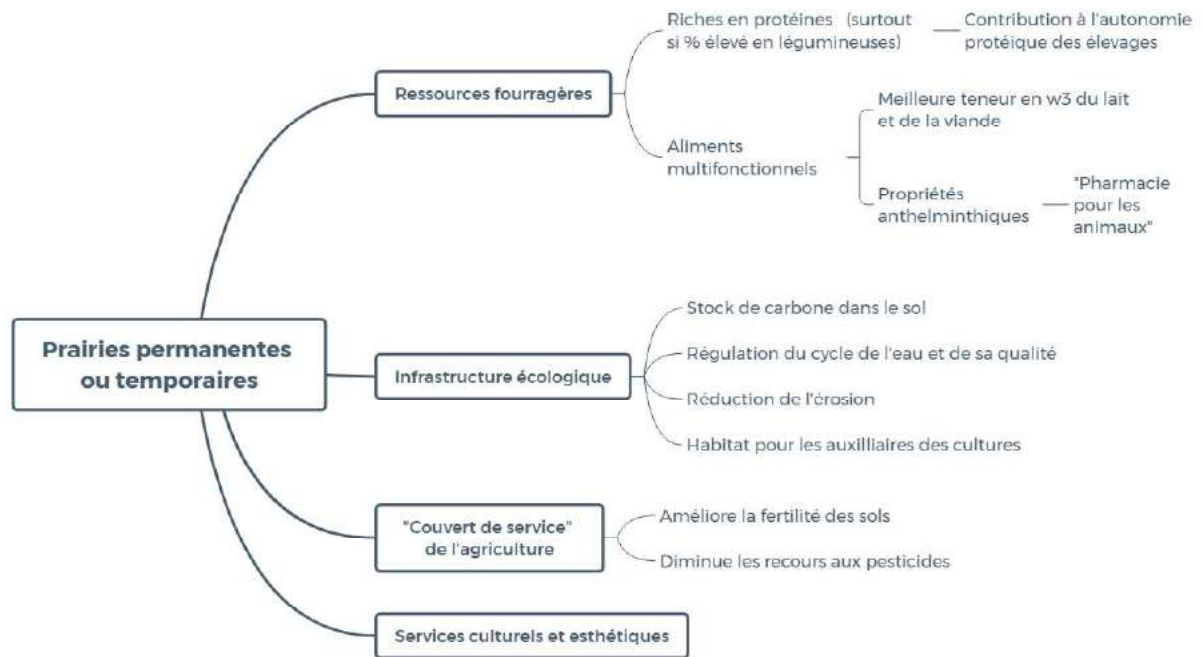 Riches en protéines (surtout
si % élevé en légumineuses)
Contribution à l'autonomie
protéique des élevages
Ressources fourragères
Meilleure teneur en w3 du lait
et de la viande
Aliments
multifonctionnels
Propriétés
anthelminthiques
"Pharmacie
pour les
animaux"
Prairies permanentes
ou temporaires
Stock de carbone dans le sol
Régulation du cycle de l'eau et de sa qualité
Infrastructure écologique
Réduction de l'érosion
Habitat pour les auxilliaires des cultures
"Couvert de service"
de l'agriculture
Améliore la fertilité des sols
Diminue les recours aux pesticides
Services culturels et esthétiques